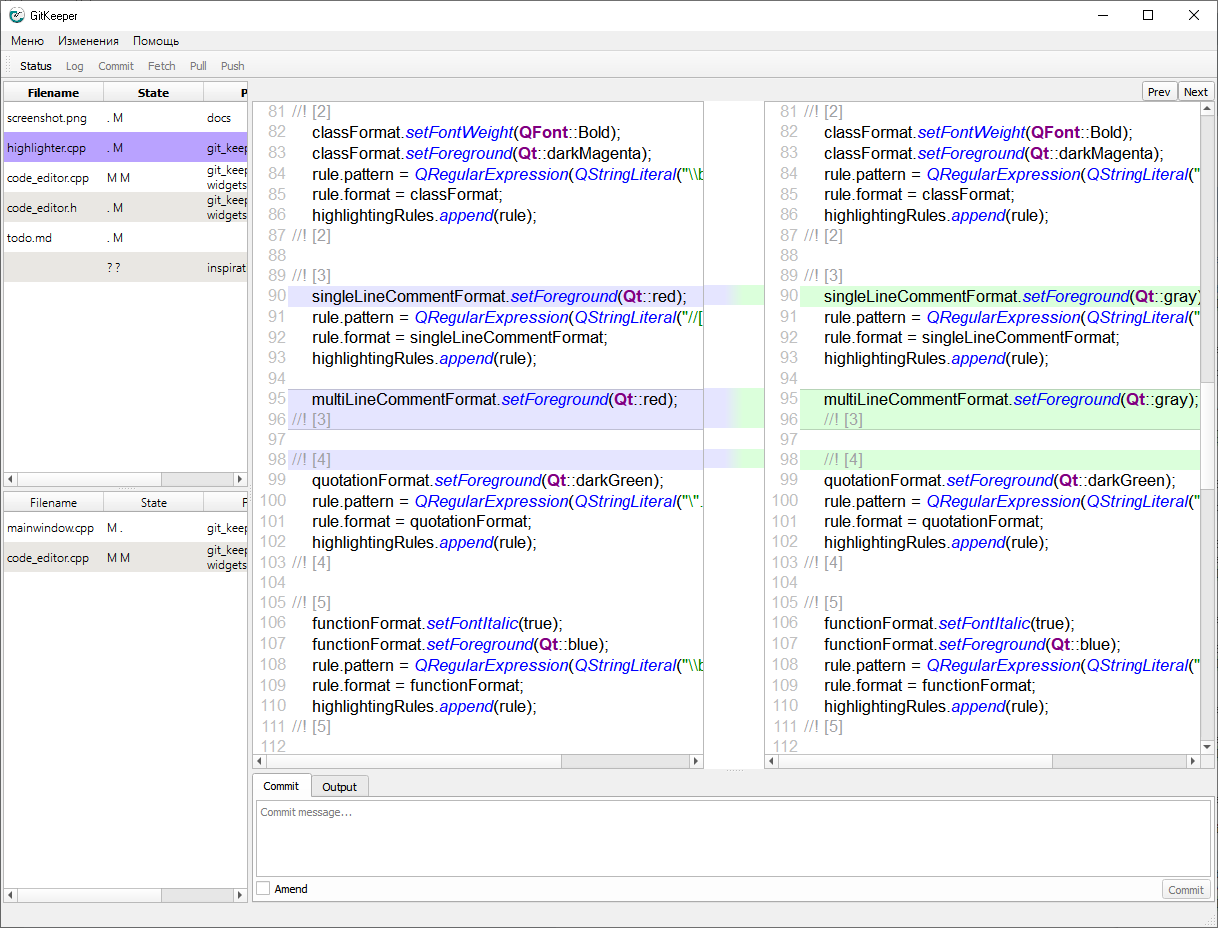 GitKeeper
Меню Изменения Помощь
Status Log Commit Fetch Pull Push
Filename State
Prev Next
screenshot.png . M docs
highlighter.cpp . M git_keep
code_editor.cpp M M git_keep
widgets
code_editor.h . M git_keep
widgets
todo.md . M
? ? inspirat
Filename State
mainwindow.cpp M . git_keep
code_editor.cpp M M git_keep
widgets
81 //! [2]
82 classFormat.setFontWeight(QFont::Bold);
83 classFormat.setForeground(Qt::darkMagenta);
84 rule.pattern = QRegularExpression(QStringLiteral("\\b
85 rule.format = classFormat;
86 highlightingRules.append(rule);
87 //! [2]
88
89 //! [3]
90 singleLineCommentFormat.setForeground(Qt::red);
91 rule.pattern = QRegularExpression(QStringLiteral("//[
92 rule.format = singleLineCommentFormat;
93 highlightingRules.append(rule);
94
95 multiLineCommentFormat.setForeground(Qt::red);
96 //! [3]
97
98 //! [4]
99 quotationFormat.setForeground(Qt::darkGreen);
100 rule.pattern = QRegularExpression(QStringLiteral("\".
101 rule.format = quotationFormat;
102 highlightingRules.append(rule);
103 //! [4]
104
105 //! [5]
106 functionFormat.setFontItalic(true);
107 functionFormat.setForeground(Qt::blue);
108 rule.pattern = QRegularExpression(QStringLiteral("\\b
109 rule.format = functionFormat;
110 highlightingRules.append(rule);
111 //! [5]
112
81 //! [2]
82 classFormat.setFontWeight(QFont::Bold);
83 classFormat.setForeground(Qt::darkMagenta);
84 rule.pattern = QRegularExpression(QStringLiteral("
85 rule.format = classFormat;
86 highlightingRules.append(rule);
87 //! [2]
88
89 //! [3]
90 singleLineCommentFormat.setForeground(Qt::gray)
91 rule.pattern = QRegularExpression(QStringLiteral("
92 rule.format = singleLineCommentFormat;
93 highlightingRules.append(rule);
94
95 multiLineCommentFormat.setForeground(Qt::gray);
96 //! [3]
97
98 //! [4]
99 quotationFormat.setForeground(Qt::darkGreen);
100 rule.pattern = QRegularExpression(QStringLiteral("
101 rule.format = quotationFormat;
102 highlightingRules.append(rule);
103 //! [4]
104
105 //! [5]
106 functionFormat.setFontItalic(true);
107 functionFormat.setForeground(Qt::blue);
108 rule.pattern = QRegularExpression(QStringLiteral("
109 rule.format = functionFormat;
110 highlightingRules.append(rule);
111 //! [5]
112
Commit Output
Commit message...
Amend
Commit